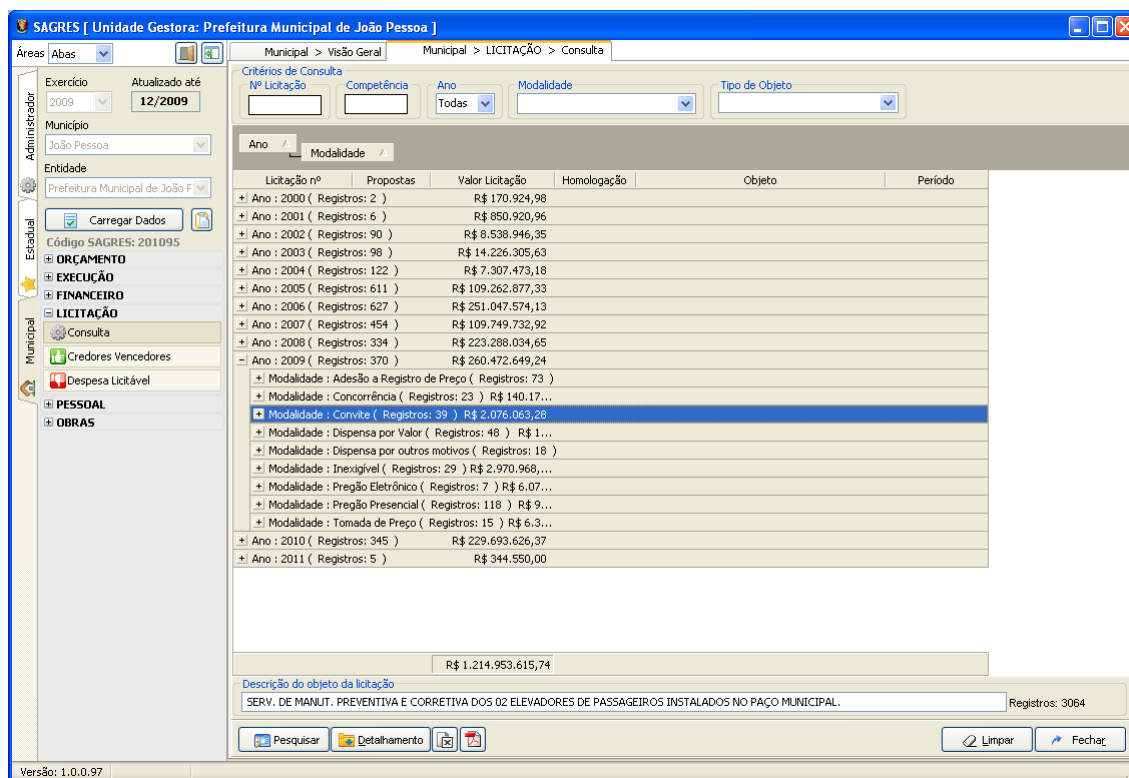 SAGRES [ Unidade Gestora: Prefeitura Municipal de João Pessoa ]
Áreas Abas
Municipal > Visão Geral
Municipal > LICITAÇÃO > Consulta
Administrador
Estadual
Municipal
Exercício Atualizado até
2009 12/2009
Município
João Pessoa
Entidade
Prefeitura Municipal de João F
Carregar Dados
Código SAGRES: 201095
ORÇAMENTO
EXECUÇÃO
FINANCEIRO
LICITAÇÃO
Consulta
Credores Vencedores
Despesa Licitável
PESSOAL
OBRAS
Critérios de Consulta
Nº Licitação Competência Ano Modalidade Tipo de Objeto
Todas
Ano
Modalidade
Licitação nº Propostas Valor Licitação Homologação Objeto Período
Ano : 2000 ( Registros: 2 ) R$ 170.924,98
Ano : 2001 ( Registros: 6 ) R$ 850.920,96
Ano : 2002 ( Registros: 90 ) R$ 8.538.946,35
Ano : 2003 ( Registros: 98 ) R$ 14.226.305,63
Ano : 2004 ( Registros: 122 ) R$ 7.307.473,18
Ano : 2005 ( Registros: 611 ) R$ 109.262.877,33
Ano : 2006 ( Registros: 627 ) R$ 251.047.574,13
Ano : 2007 ( Registros: 454 ) R$ 109.749.732,92
Ano : 2008 ( Registros: 334 ) R$ 223.288.034,65
Ano : 2009 ( Registros: 370 ) R$ 260.472.649,24
Modalidade : Adesão a Registro de Preço ( Registros: 73 )
Modalidade : Concorrência ( Registros: 23 ) R$ 140.17...
Modalidade : Convite ( Registros: 39 ) R$ 2.076.063,28
Modalidade : Dispensa por Valor ( Registros: 48 ) R$ 1...
Modalidade : Dispensa por outros motivos ( Registros: 18 )
Modalidade : Inexigível ( Registros: 29 ) R$ 2.970.968,...
Modalidade : Pregão Eletrônico ( Registros: 7 ) R$ 6.07...
Modalidade : Pregão Presencial ( Registros: 118 ) R$ 9...
Modalidade : Tomada de Preço ( Registros: 15 ) R$ 6.3...
Ano : 2010 ( Registros: 345 ) R$ 229.693.626,37
Ano : 2011 ( Registros: 5 ) R$ 344.550,00
R$ 1.214.953.615,74
Descrição do objeto da licitação
SERV. DE MANUT. PREVENTIVA E CORRETIVA DOS 02 ELEVADORES DE PASSAGEIROS INSTALADOS NO PAÇO MUNICIPAL.
Registros: 3064
Pesquisar Detalhamento Limpar Fechar
Versão: 1.0.0.97